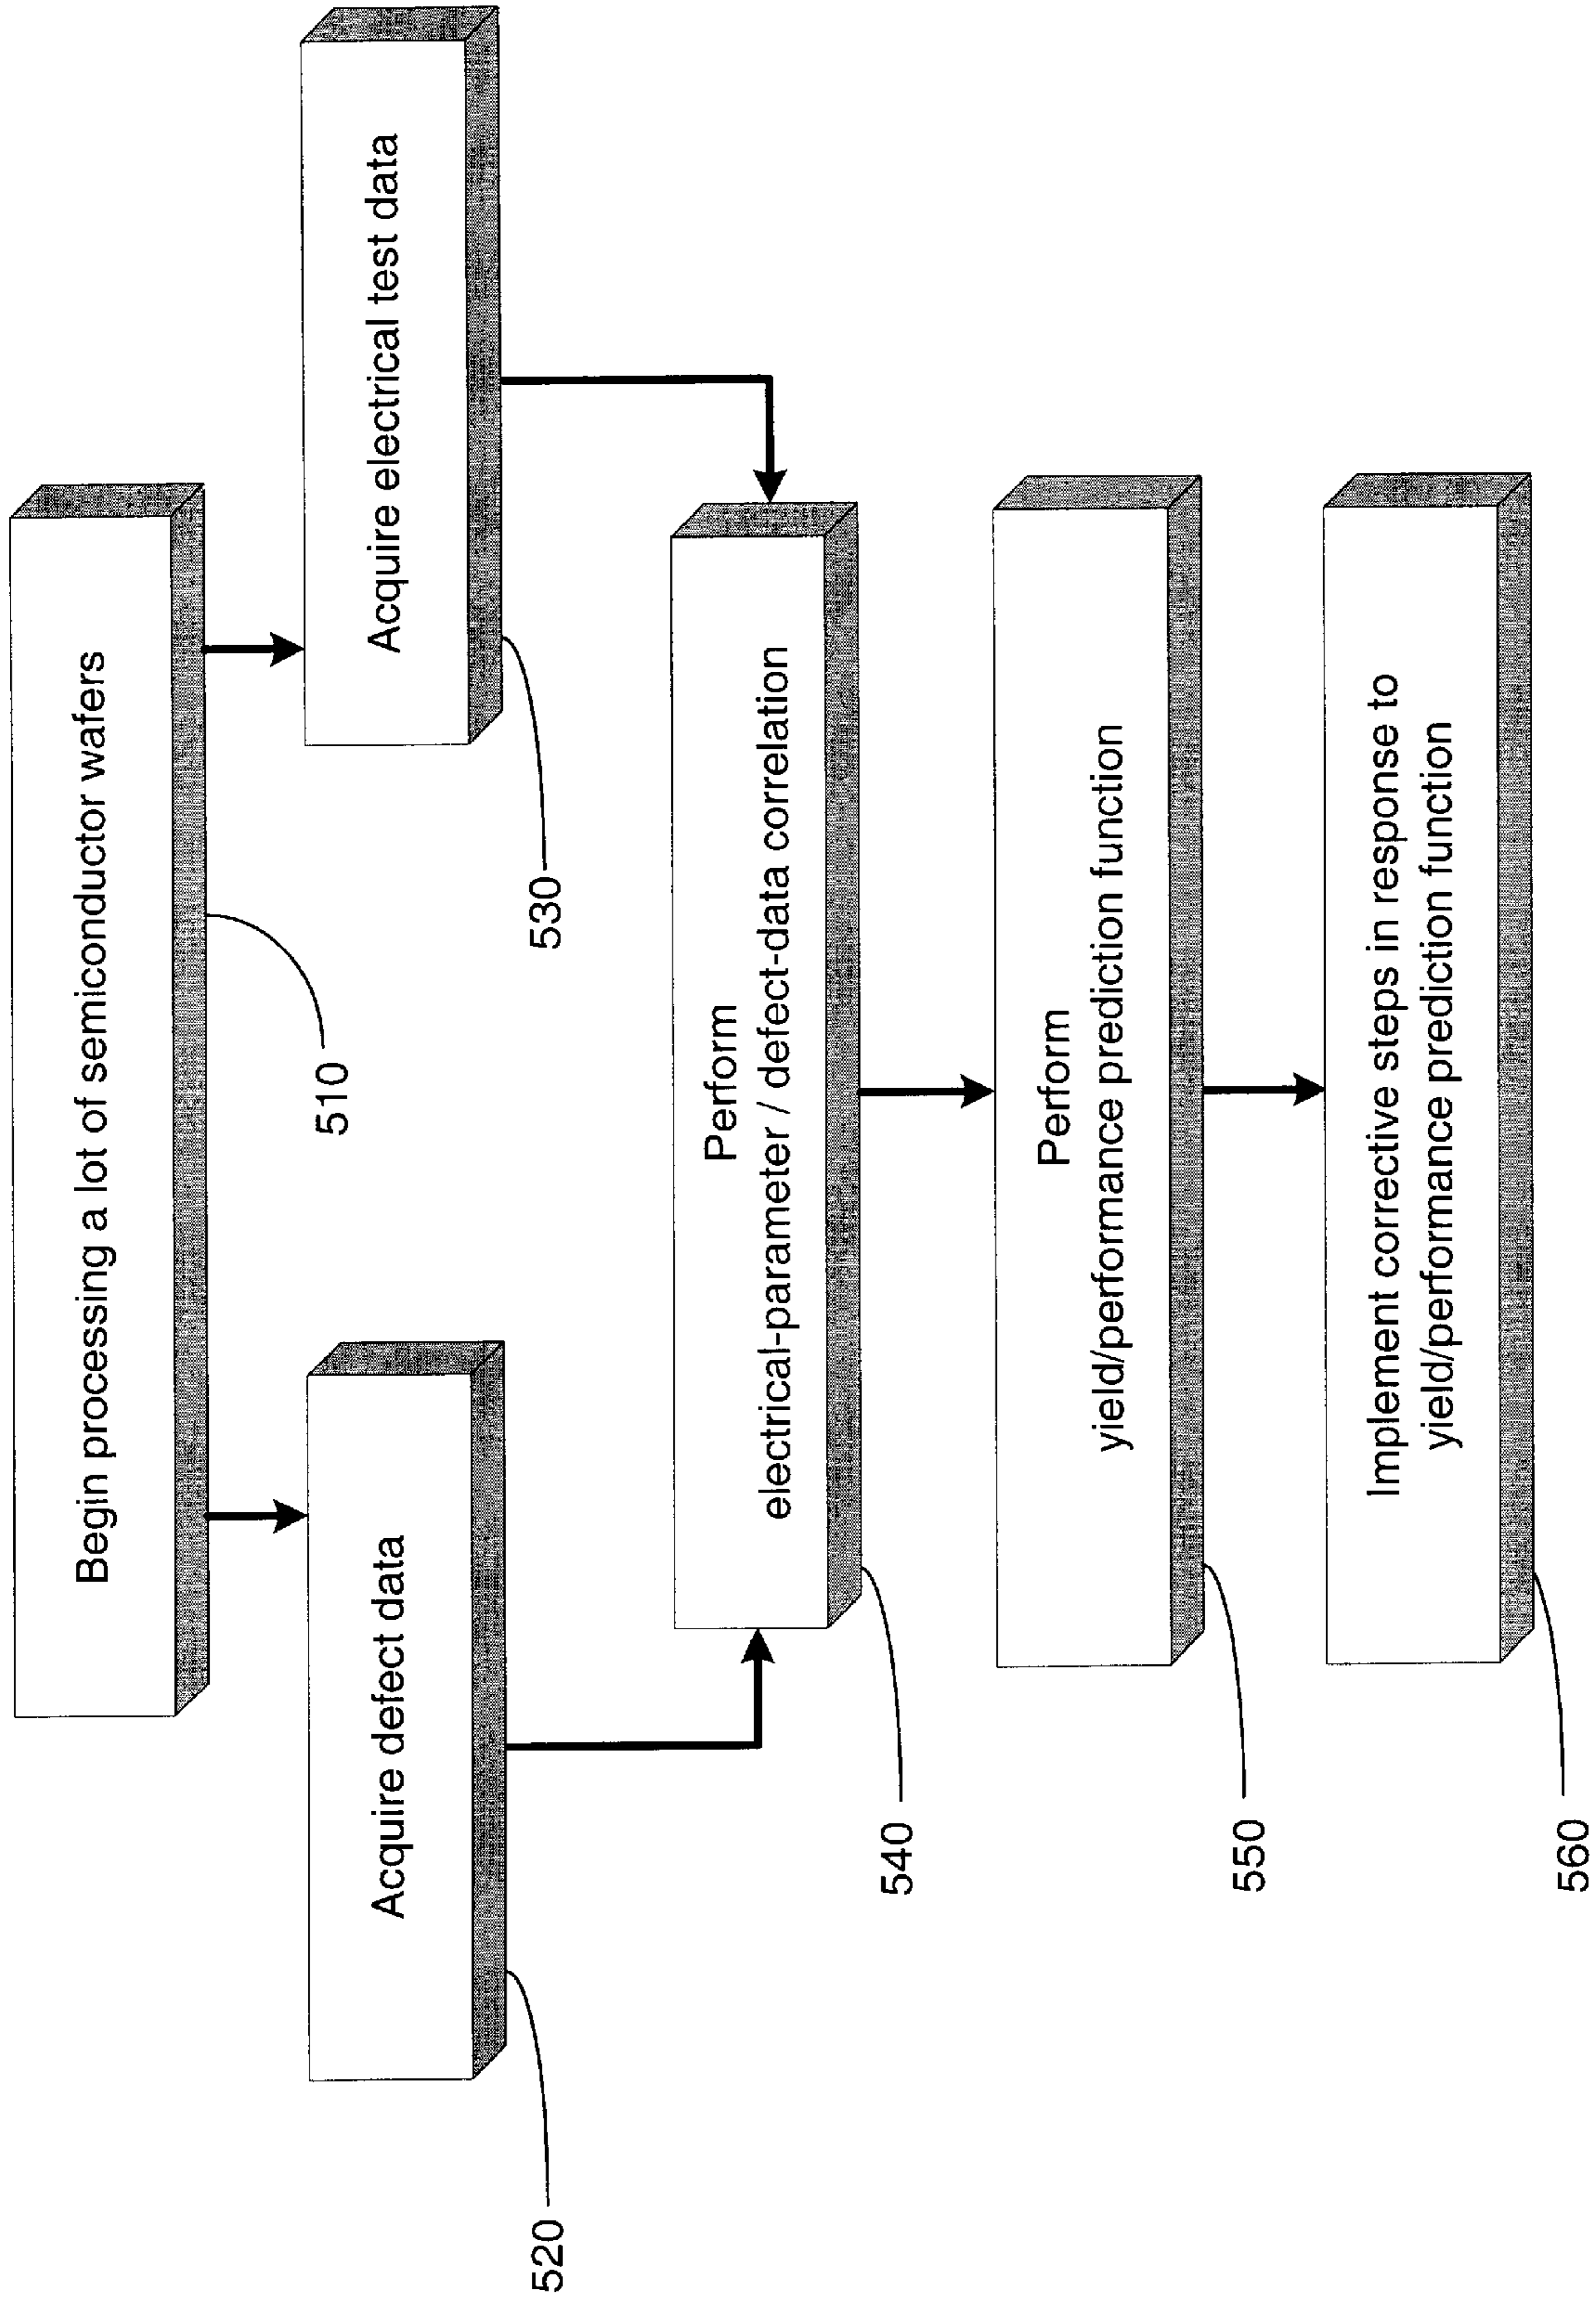 Begin processing a lot of semiconductor wafers
510
Acquire defect data
520
Acquire electrical test data
530
Perform
electrical-parameter / defect-data correlation
540
Perform
yield/performance prediction function
550
Implement corrective steps in response to
yield/performance prediction function
560